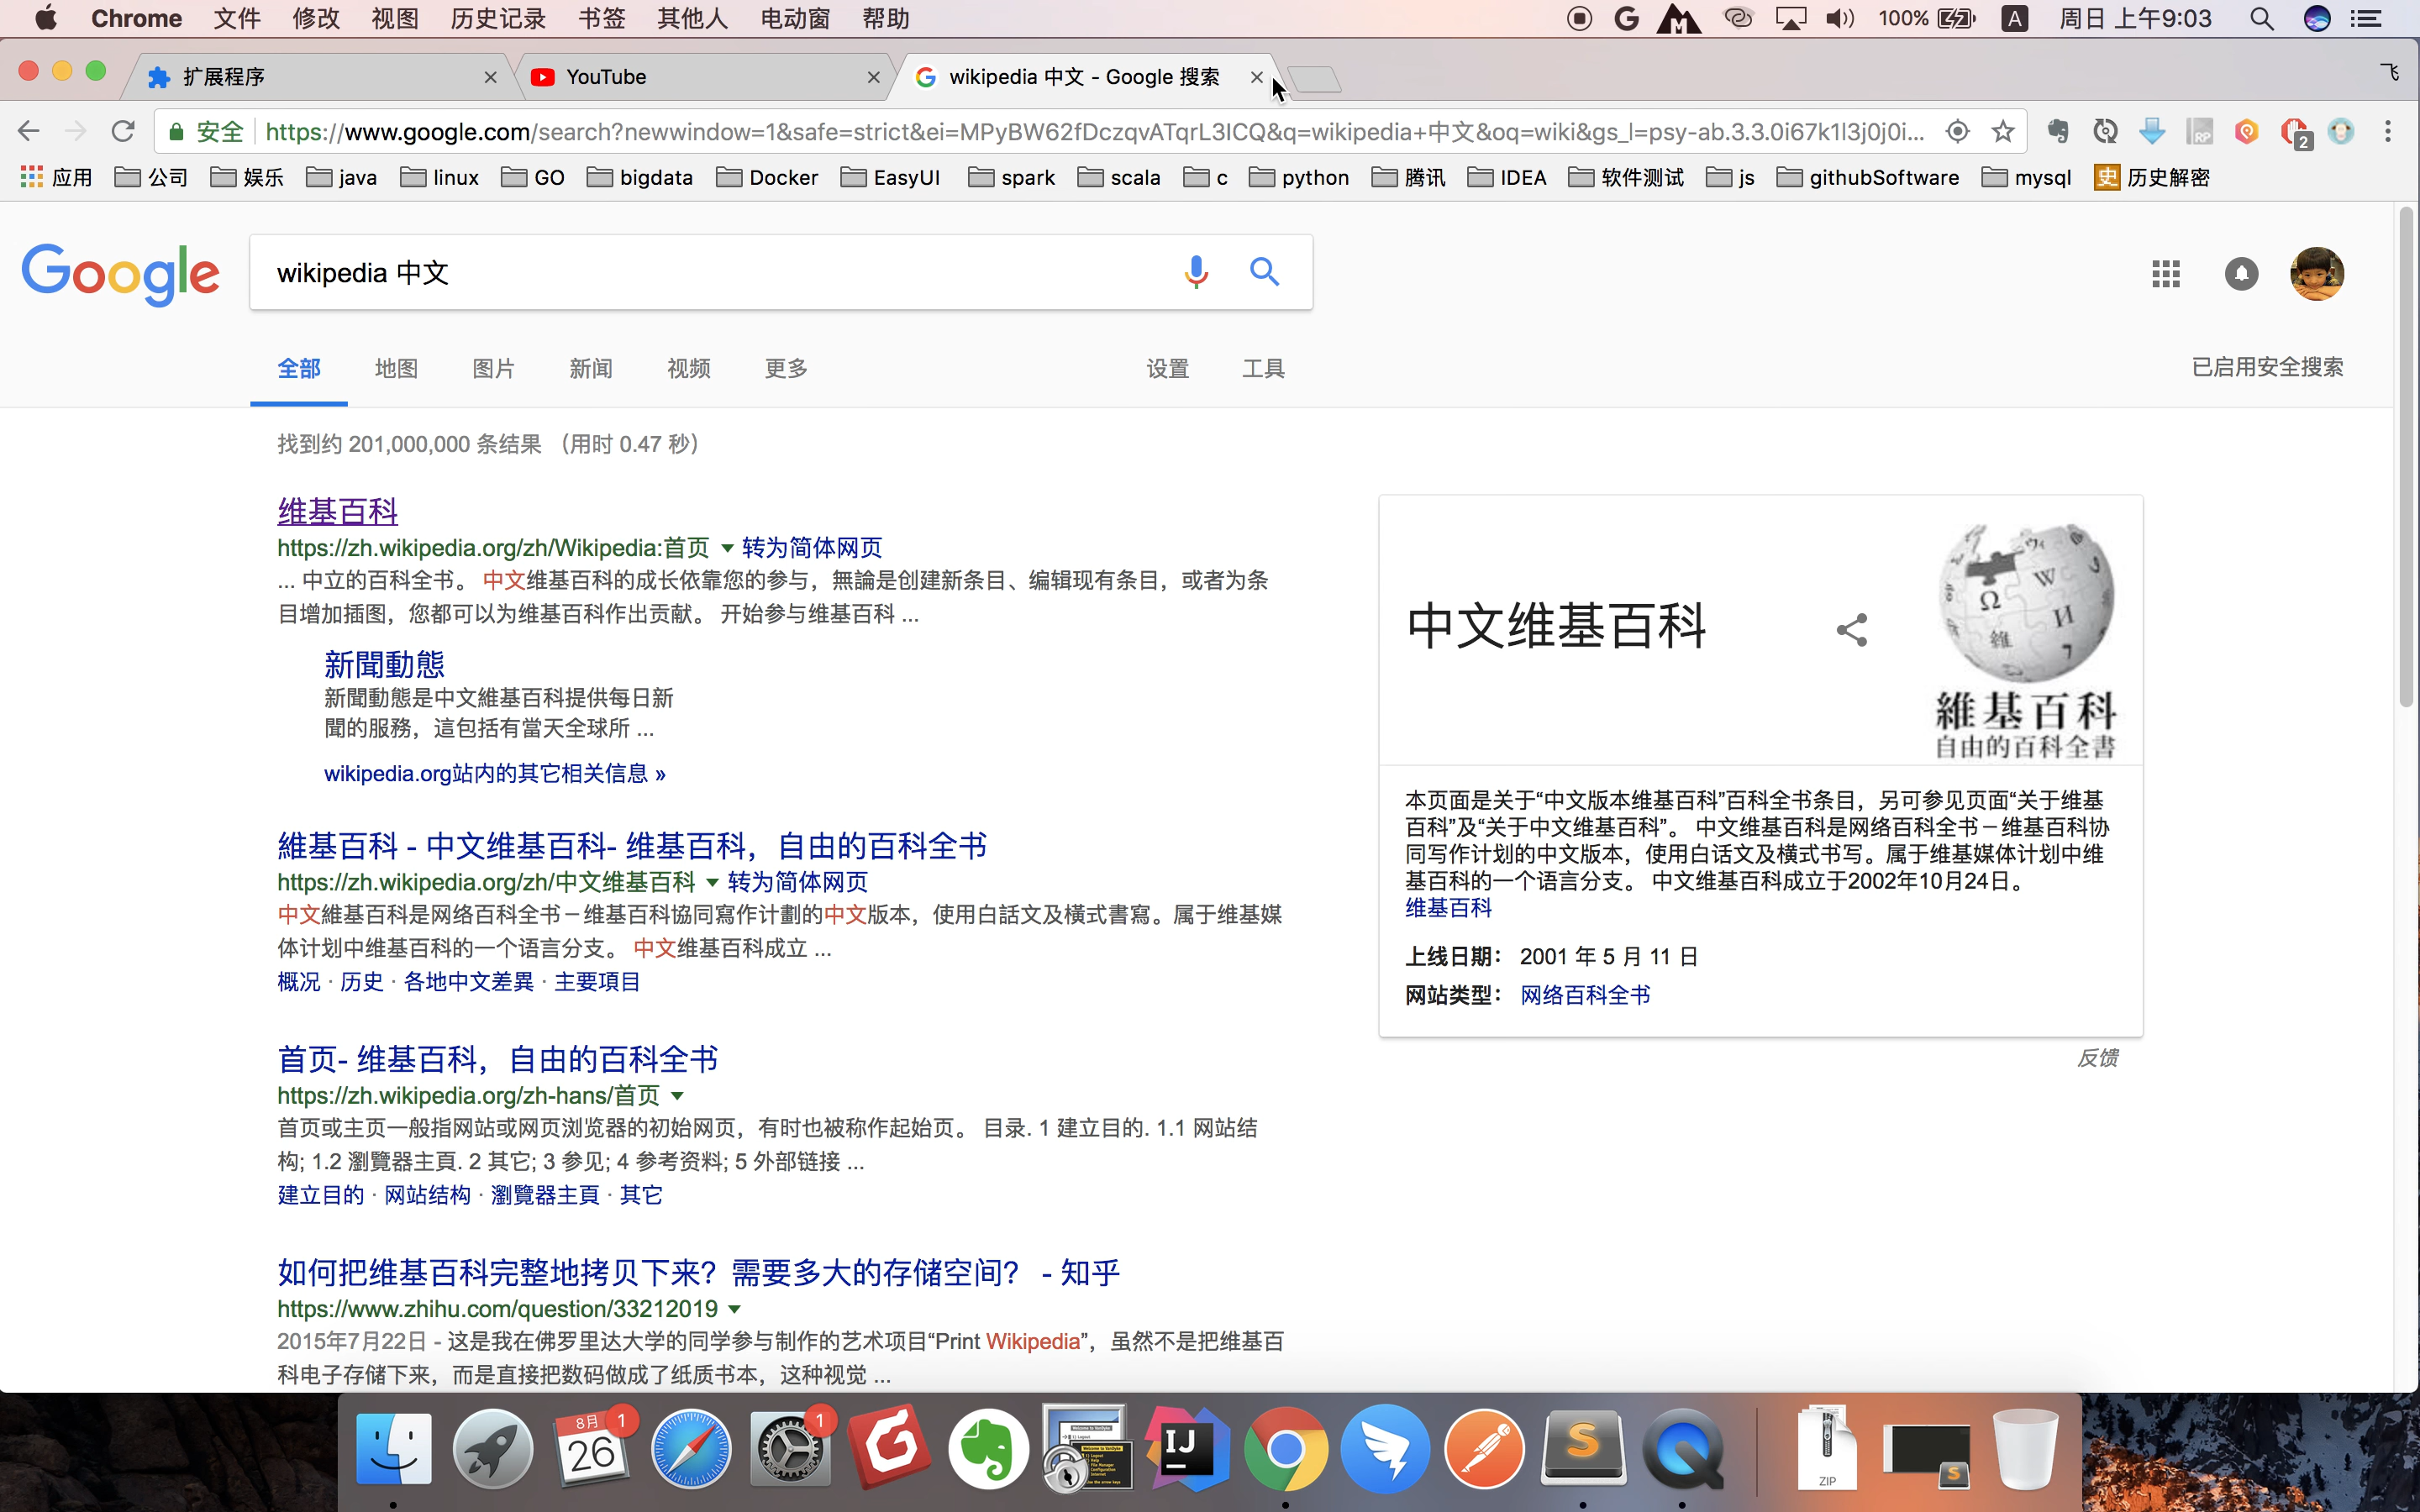 Chrome 文件 修改 视图 历史记录 书签 其他人 电动窗 帮助 100% A 周日 上午9:03
扩展程序 YouTube wikipedia 中文 - Google 搜索 飞
安全 https://www.google.com/search?newwindow=1&safe=strict&ei=MPyBW62fDczqvATqrL3ICQ&q=wikipedia+中文&oq=wiki&gs_l=psy-ab.3.3.0i67k1l3j0j0i... 2
应用 公司 娱乐 java linux GO bigdata Docker EasyUI spark scala c python 腾讯 IDEA 软件测试 js githubSoftware mysql 史 历史解密
Google wikipedia 中文
全部 地图 图片 新闻 视频 更多 设置 工具 已启用安全搜索
找到约 201,000,000 条结果 （用时 0.47 秒）
维基百科
https://zh.wikipedia.org/zh/Wikipedia:首页 转为简体网页
... 中立的百科全书。 中文维基百科的成长依靠您的参与，無論是创建新条目、编辑现有条目，或者为条
目增加插图，您都可以为维基百科作出贡献。 开始参与维基百科 ...
新聞動態
新聞動態是中文維基百科提供每日新
聞的服務，這包括有當天全球所 ...
wikipedia.org站内的其它相关信息 »
維基百科 - 中文维基百科- 维基百科，自由的百科全书
https://zh.wikipedia.org/zh/中文维基百科 转为简体网页
中文維基百科是网络百科全书－维基百科協同寫作计劃的中文版本，使用白話文及橫式書寫。属于维基媒
体计划中维基百科的一个语言分支。 中文维基百科成立 ...
概况 · 历史 · 各地中文差異 · 主要項目
首页- 维基百科，自由的百科全书
https://zh.wikipedia.org/zh-hans/首页
首页或主页一般指网站或网页浏览器的初始网页，有时也被称作起始页。 目录. 1 建立目的. 1.1 网站结
构; 1.2 瀏覽器主頁. 2 其它; 3 参见; 4 参考资料; 5 外部链接 ...
建立目的 · 网站结构 · 瀏覽器主頁 · 其它
如何把维基百科完整地拷贝下来？需要多大的存储空间？ - 知乎
https://www.zhihu.com/question/33212019
2015年7月22日 - 这是我在佛罗里达大学的同学参与制作的艺术项目“Print Wikipedia”，虽然不是把维基百
科电子存储下来，而是直接把数码做成了纸质书本，这种视觉 ...
中文维基百科
維基百科
自由的百科全書
本页面是关于“中文版本维基百科”百科全书条目，另可参见页面“关于维基
百科”及“关于中文维基百科”。 中文维基百科是网络百科全书－维基百科协
同写作计划的中文版本，使用白话文及横式书写。属于维基媒体计划中维
基百科的一个语言分支。 中文维基百科成立于2002年10月24日。
维基百科
上线日期： 2001 年 5 月 11 日
网站类型： 网络百科全书
反馈
8月 26 1 1 IJ S ZIP S